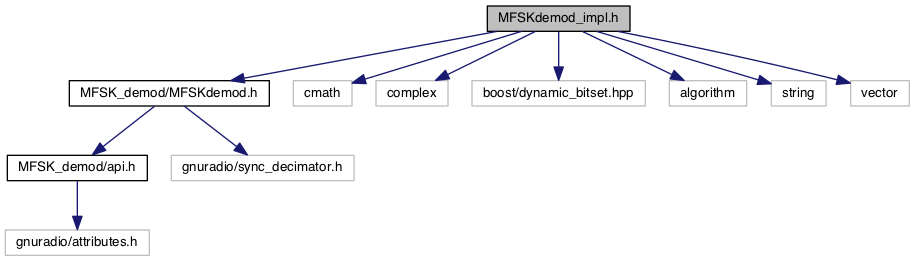 MFSKdemod_impl.h
MFSK_demod/MFSKdemod.h
cmath
complex
boost/dynamic_bitset.hpp
algorithm
string
vector
MFSK_demod/api.h
gnuradio/sync_decimator.h
gnuradio/attributes.h